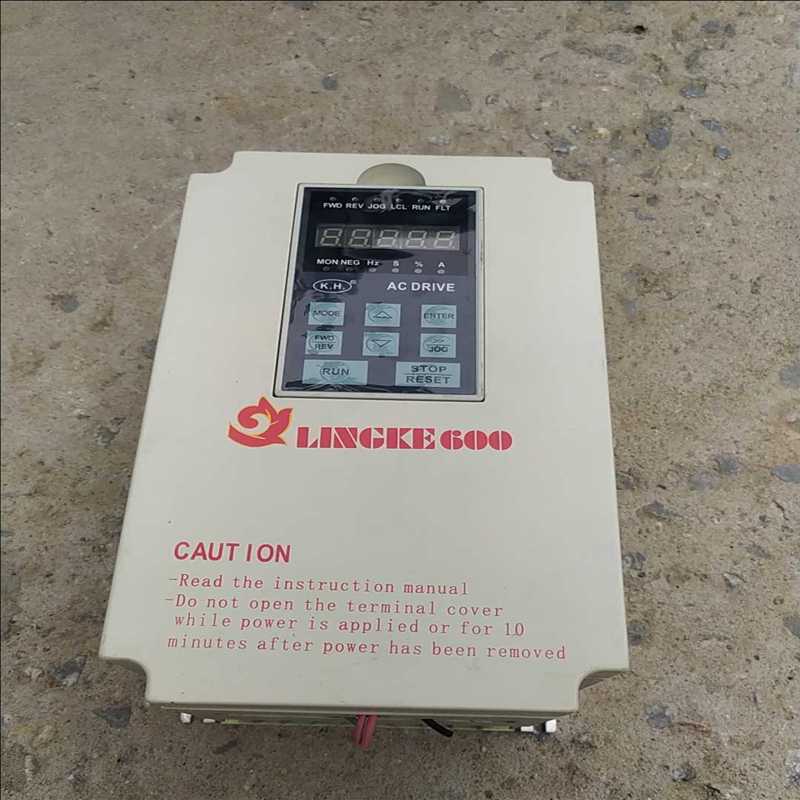 FWD REV JOG LCL RUN FLT
MON NEG Hz S % A
K.H.® AC DRIVE
MODE ENTER
FWD
REV
>>
JOG
RUN
STOP
RESET
LINGKE 600
CAUTION
-Read the instruction manual
-Do not open the terminal cover
while power is applied or for 10
minutes after power has been removed